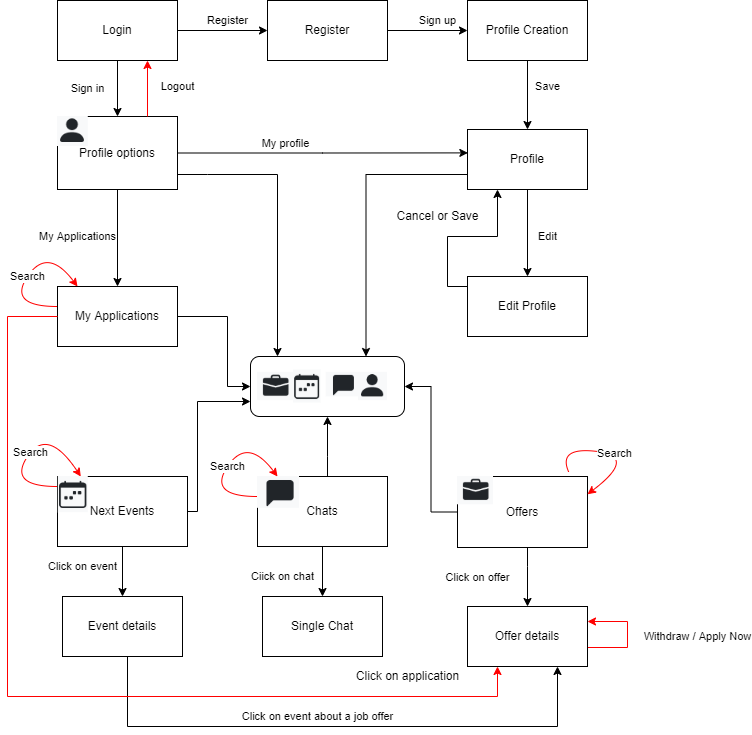 Login
Register
Register
Sign up
Profile Creation
Sign in
Logout
Save
Profile options
My profile
Profile
My Applications
Cancel or Save
Edit
Search
My Applications
Edit Profile
Search
Next Events
Search
Chats
Search
Offers
Click on event
Click on chat
Click on offer
Event details
Single Chat
Offer details
Withdraw / Apply Now
Click on application
Click on event about a job offer